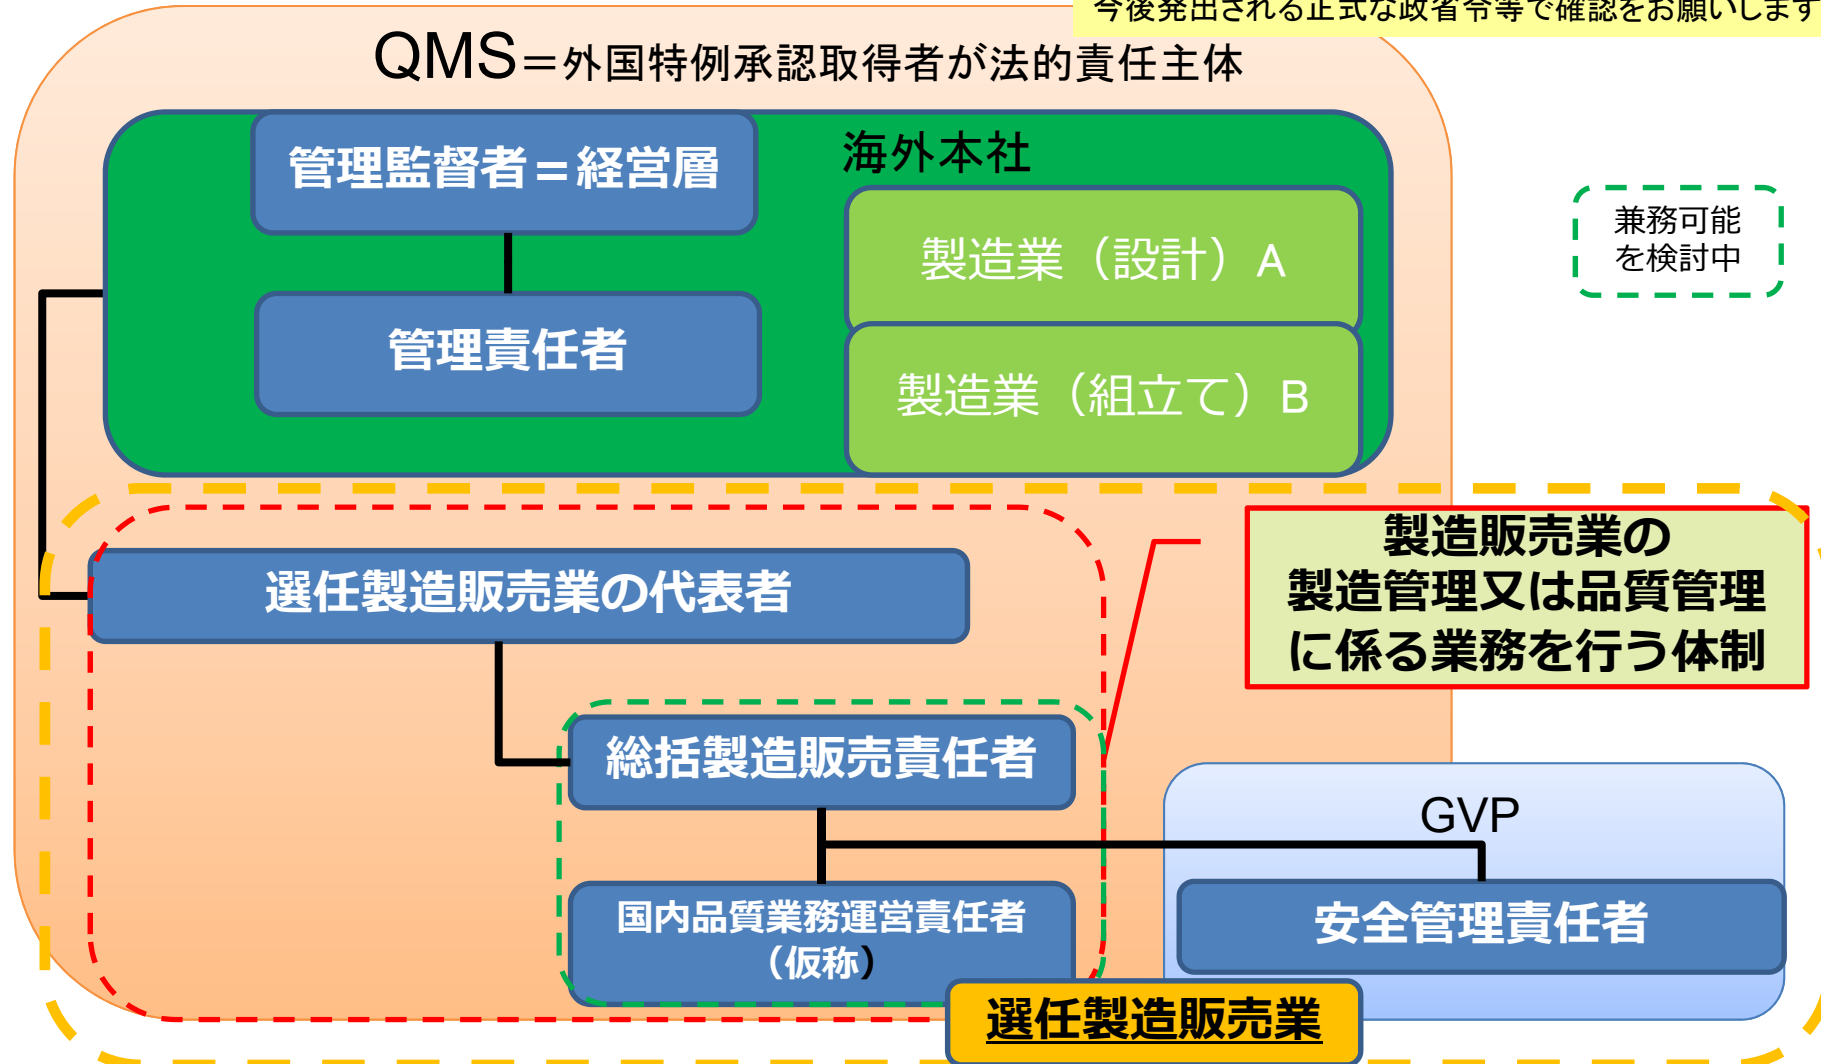 今後発出される正式な政省令等で確認をお願いします
QMS＝外国特例承認取得者が法的責任主体
管理監督者＝経営層
海外本社
製造業（設計）A
兼務可能
を検討中
管理責任者
製造業（組立て）B
選任製造販売業の代表者
製造販売業の
製造管理又は品質管理
に係る業務を行う体制
総括製造販売責任者
GVP
国内品質業務運営責任者
（仮称）
安全管理責任者
選任製造販売業